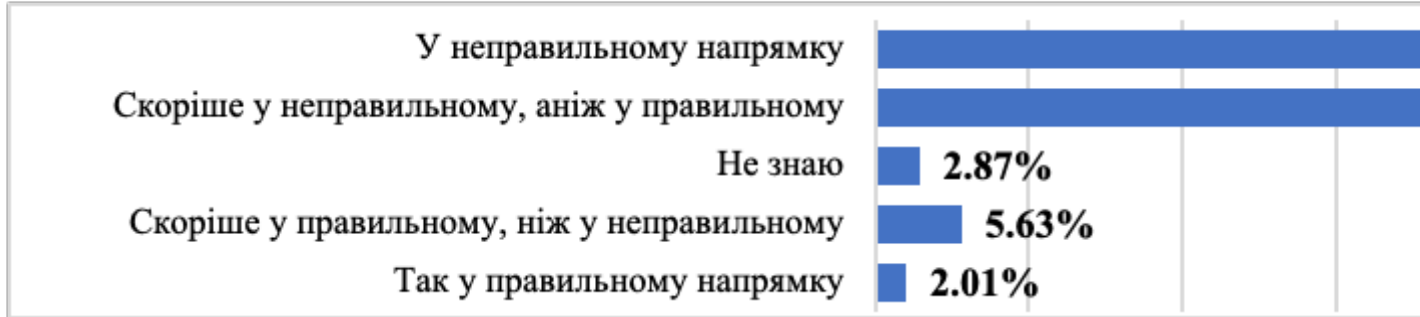 У неправильному напрямку
Скоріше у неправильному, аніж у правильному
Не знаю 2.87%
Скоріше у правильному, ніж у неправильному 5.63%
Так у правильному напрямку 2.01%